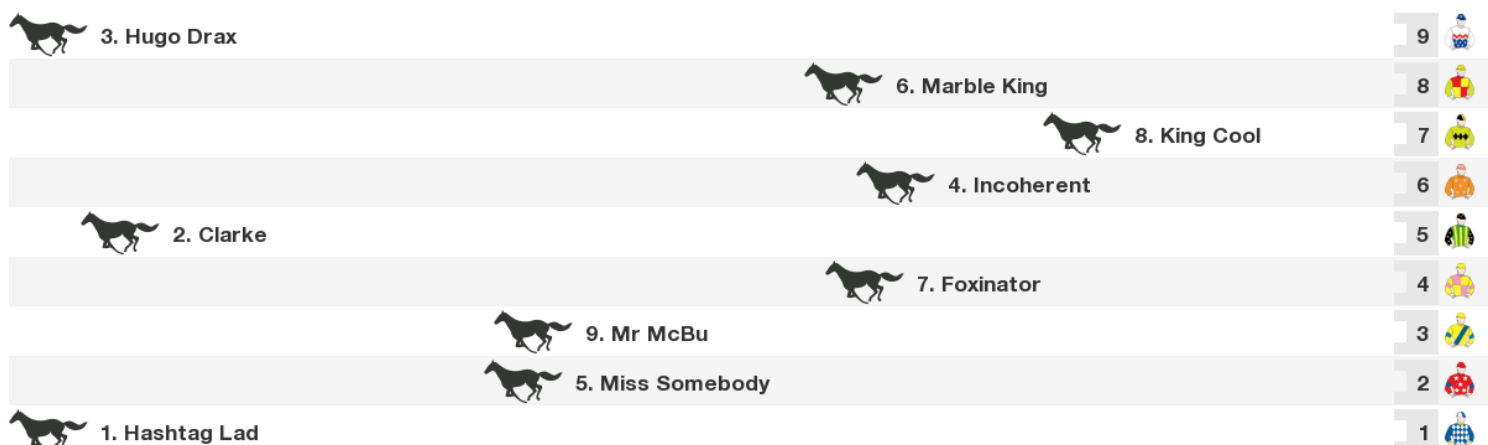 3. Hugo Drax 9
6. Marble King 8
8. King Cool 7
4. Incoherent 6
2. Clarke 5
7. Foxinator 4
9. Mr McBu 3
5. Miss Somebody 2
1. Hashtag Lad 1